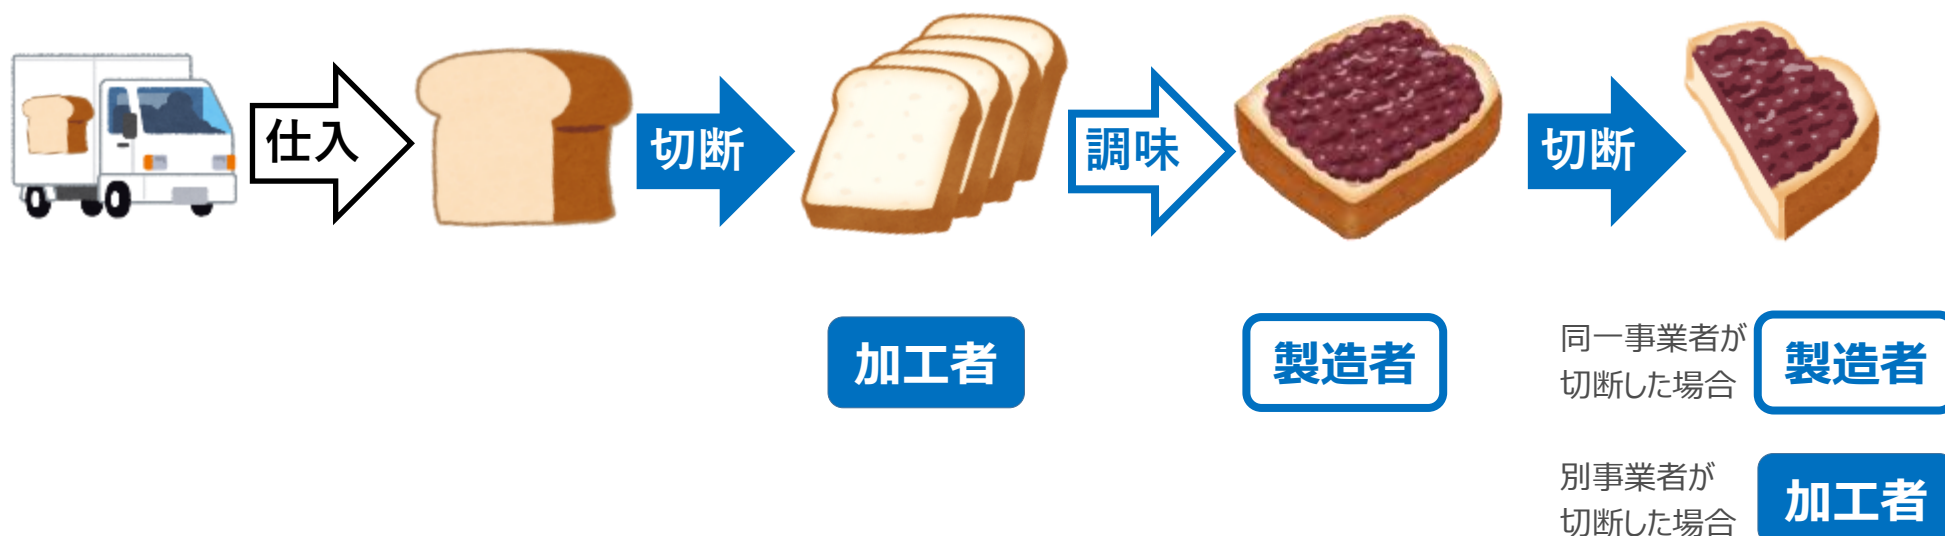 仕入
切断
調味
切断
加工者
製造者
同一事業者が
切断した場合
製造者
別事業者が
切断した場合
加工者